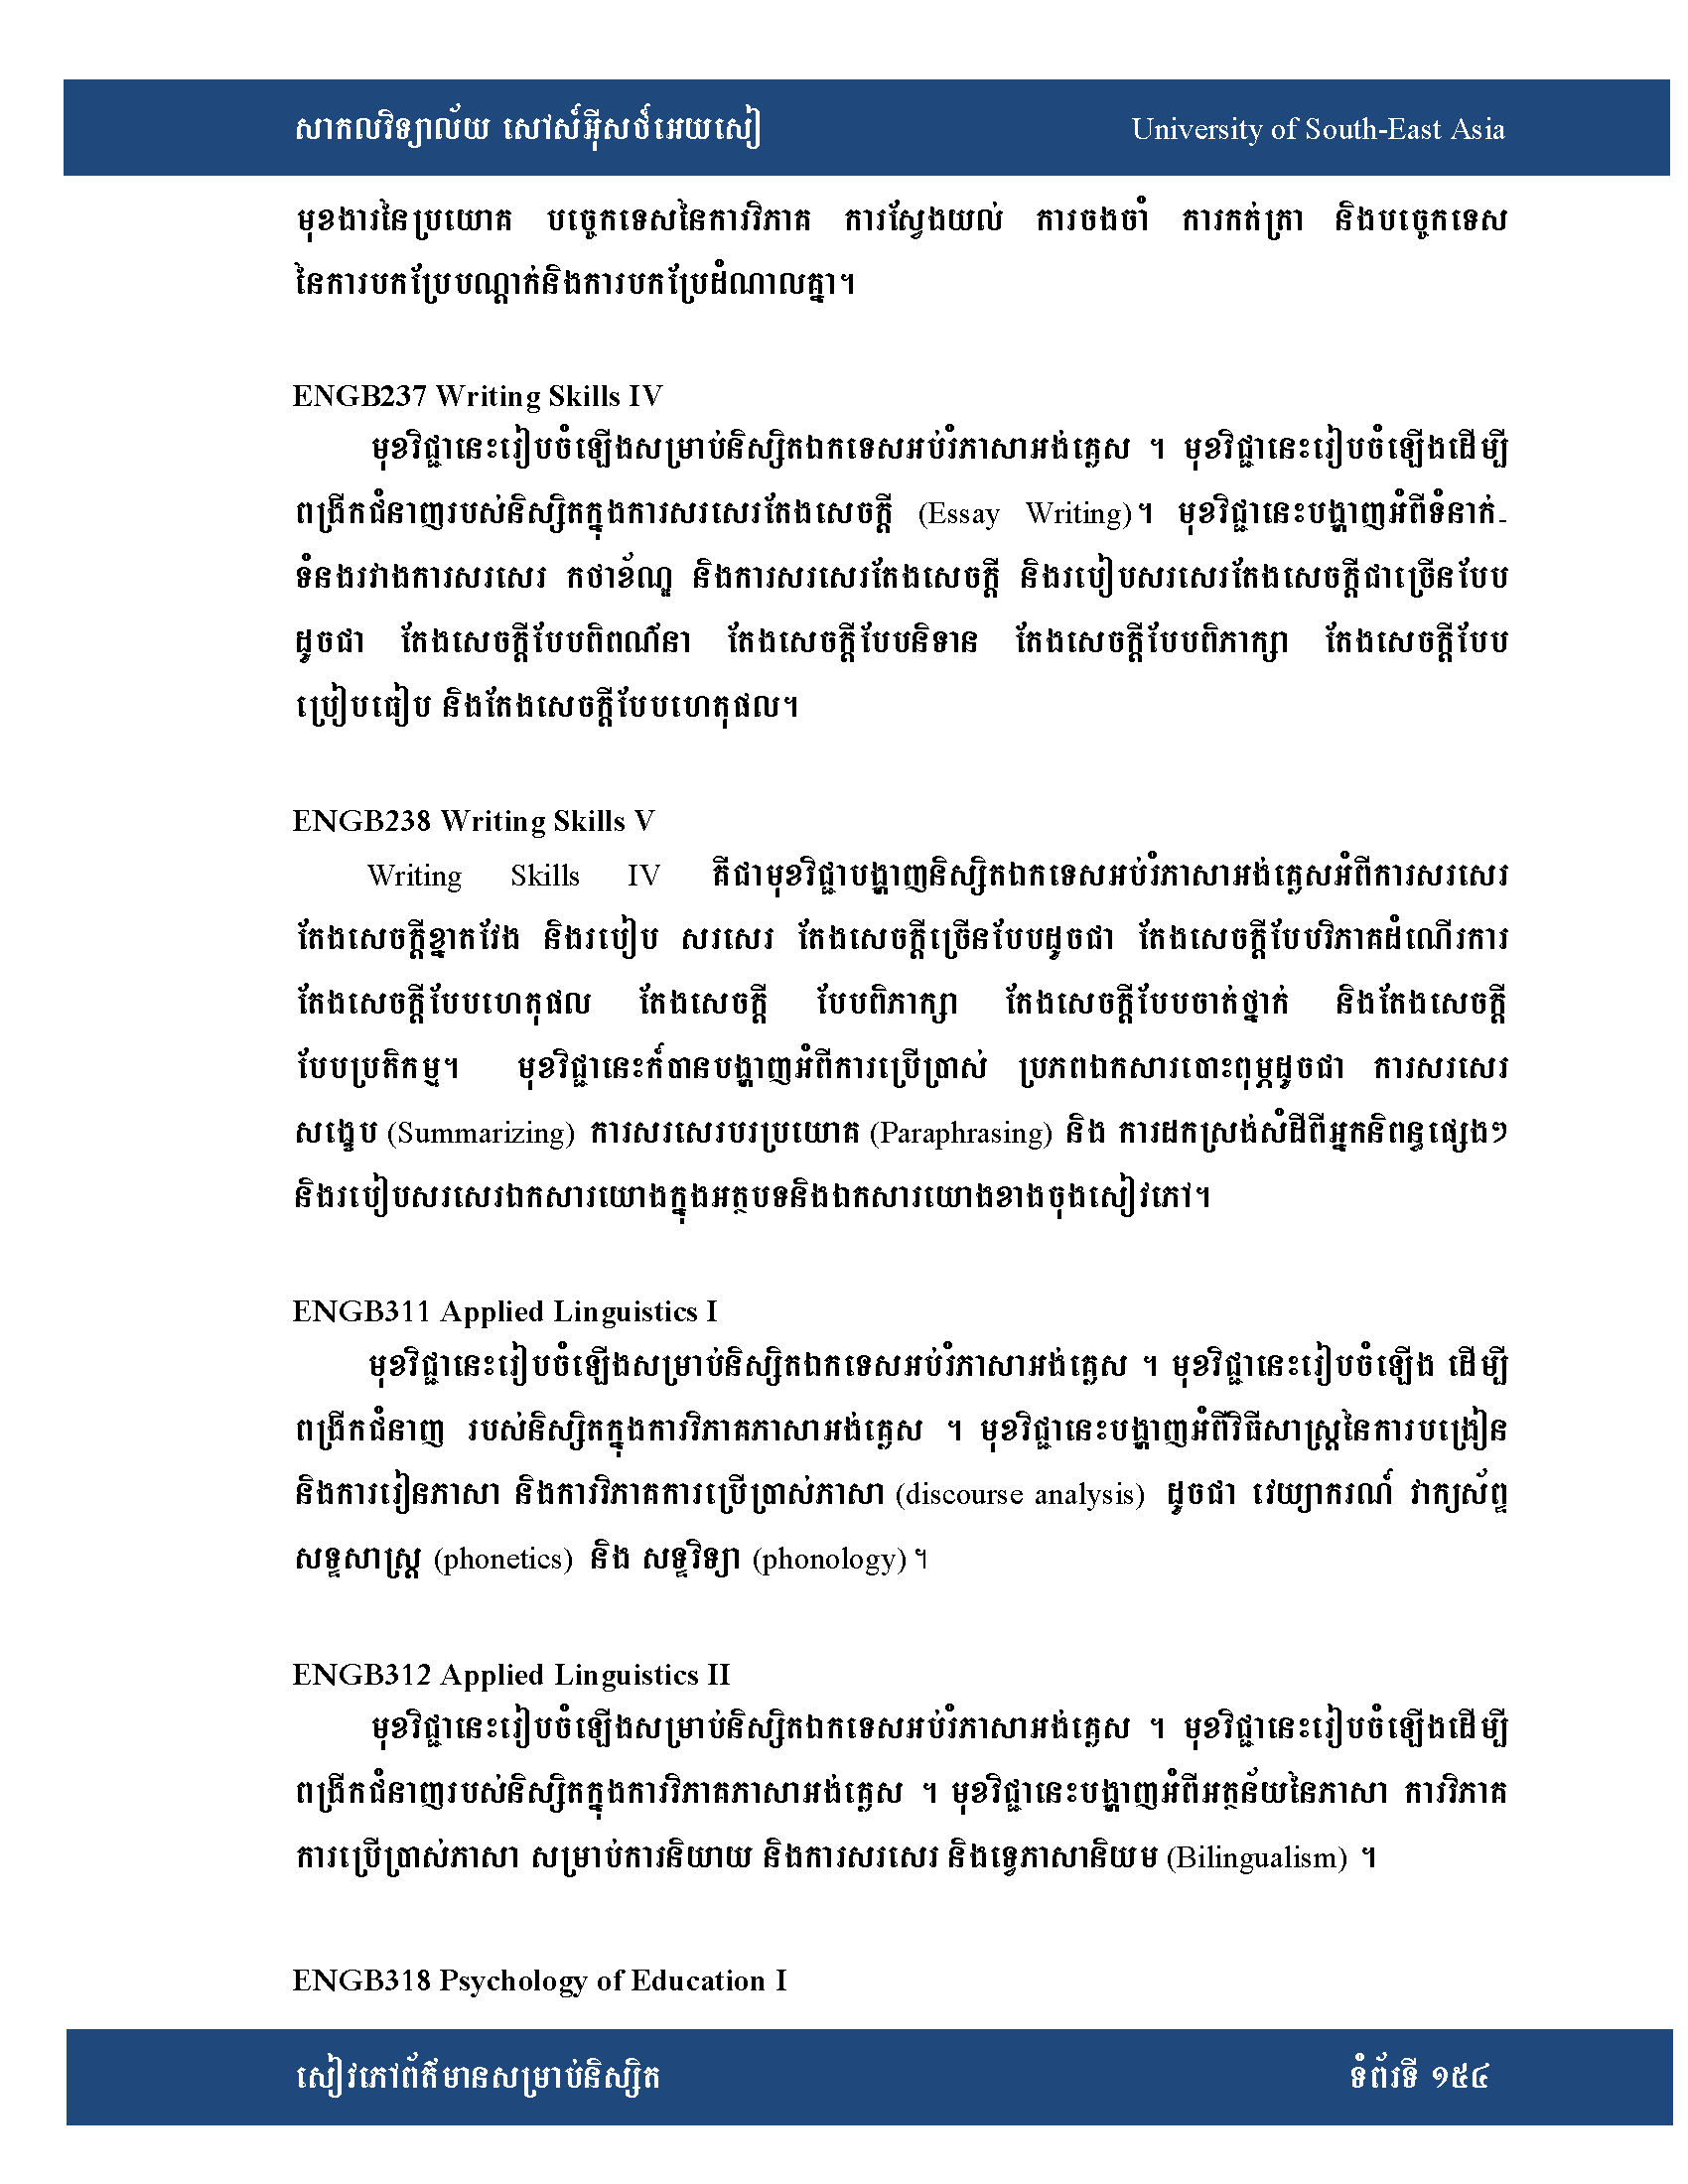 សាកលវិទ្យាល័យ សៅស៍អ៊ីសថ៍អេយសៀ University of South-East Asia
មុខងារនៃប្រយោគ បច្ចេកទេសនៃការវិភាគ ការស្វែងយល់ ការចងចាំ ការកត់ត្រា និងបច្ចេកទេស
នៃការបកប្រែបណ្តាក់និងការបកប្រែដំណាលគ្នា។
ENGB237 Writing Skills IV
មុខវិជ្ជានេះរៀបចំឡើងសម្រាប់និស្សិតឯកទេសអប់រំភាសាអង់គ្លេស ។ មុខវិជ្ជានេះរៀបចំឡើងដើម្បី
ពង្រីកជំនាញរបស់និស្សិតក្នុងការសរសេរតែងសេចក្តី (Essay Writing)។ មុខវិជ្ជានេះបង្ហាញអំពីទំនាក់-
ទំនងរវាងការសរសេរ កថាខ័ណ្ឌ និងការសរសេរតែងសេចក្តី និងរបៀបសរសេរតែងសេចក្តីជាច្រើនបែប
ដូចជា តែងសេចក្តីបែបពិពណ៌នា តែងសេចក្តីបែបនិទាន តែងសេចក្តីបែបពិភាក្សា តែងសេចក្តីបែប
ប្រៀបធៀប និងតែងសេចក្តីបែបហេតុផល។
ENGB238 Writing Skills V
Writing Skills IV គឺជាមុខវិជ្ជាបង្ហាញនិស្សិតឯកទេសអប់រំភាសាអង់គ្លេសអំពីការសរសេរ
តែងសេចក្តីខ្នាតវែង និងរបៀប សរសេរ តែងសេចក្តីច្រើនបែបដូចជា តែងសេចក្តីបែបវិភាគដំណើរការ
តែងសេចក្តីបែបហេតុផល តែងសេចក្តី បែបពិភាក្សា តែងសេចក្តីបែបចាត់ថ្នាក់ និងតែងសេចក្តី
បែបប្រតិកម្ម។ មុខវិជ្ជានេះក៍បានបង្ហាញអំពីការប្រើប្រាស់ ប្រភពឯកសារបោះពុម្ភដូចជា ការសរសេរ
សង្ខេប (Summarizing) ការសរសេរបរប្រយោគ (Paraphrasing) និង ការដកស្រង់សំដីពីអ្នកនិពន្ធផ្សេងៗ
និងរបៀបសរសេរឯកសារយោងក្នុងអត្ថបទនិងឯកសារយោងខាងចុងសៀវភៅ។
ENGB311 Applied Linguistics I
មុខវិជ្ជានេះរៀបចំឡើងសម្រាប់និស្សិតឯកទេសអប់រំភាសាអង់គ្លេស ។ មុខវិជ្ជានេះរៀបចំឡើង ដើម្បី
ពង្រីកជំនាញ របស់និស្សិតក្នុងការវិភាគភាសាអង់គ្លេស ។ មុខវិជ្ជានេះបង្ហាញអំពីវិធីសាស្ត្រនៃការបង្រៀន
និងការរៀនភាសា និងការវិភាគការប្រើប្រាស់ភាសា (discourse analysis) ដូចជា វេយ្យាករណ៍ វាក្យស័ព្ទ
សទ្ទសាស្ត្រ (phonetics) និង សទ្ទវិទ្យា (phonology)។
ENGB312 Applied Linguistics II
មុខវិជ្ជានេះរៀបចំឡើងសម្រាប់និស្សិតឯកទេសអប់រំភាសាអង់គ្លេស ។ មុខវិជ្ជានេះរៀបចំឡើងដើម្បី
ពង្រីកជំនាញរបស់និស្សិតក្នុងការវិភាគភាសាអង់គ្លេស ។ មុខវិជ្ជានេះបង្ហាញអំពីអត្ថន័យនៃភាសា ការវិភាគ
ការប្រើប្រាស់ភាសា សម្រាប់ការនិយាយ និងការសរសេរ និងទ្វេភាសានិយម (Bilingualism) ។
ENGB318 Psychology of Education I
សៀវភៅព័ត៌មានសម្រាប់និស្សិត ទំព័រទី ១៥៤